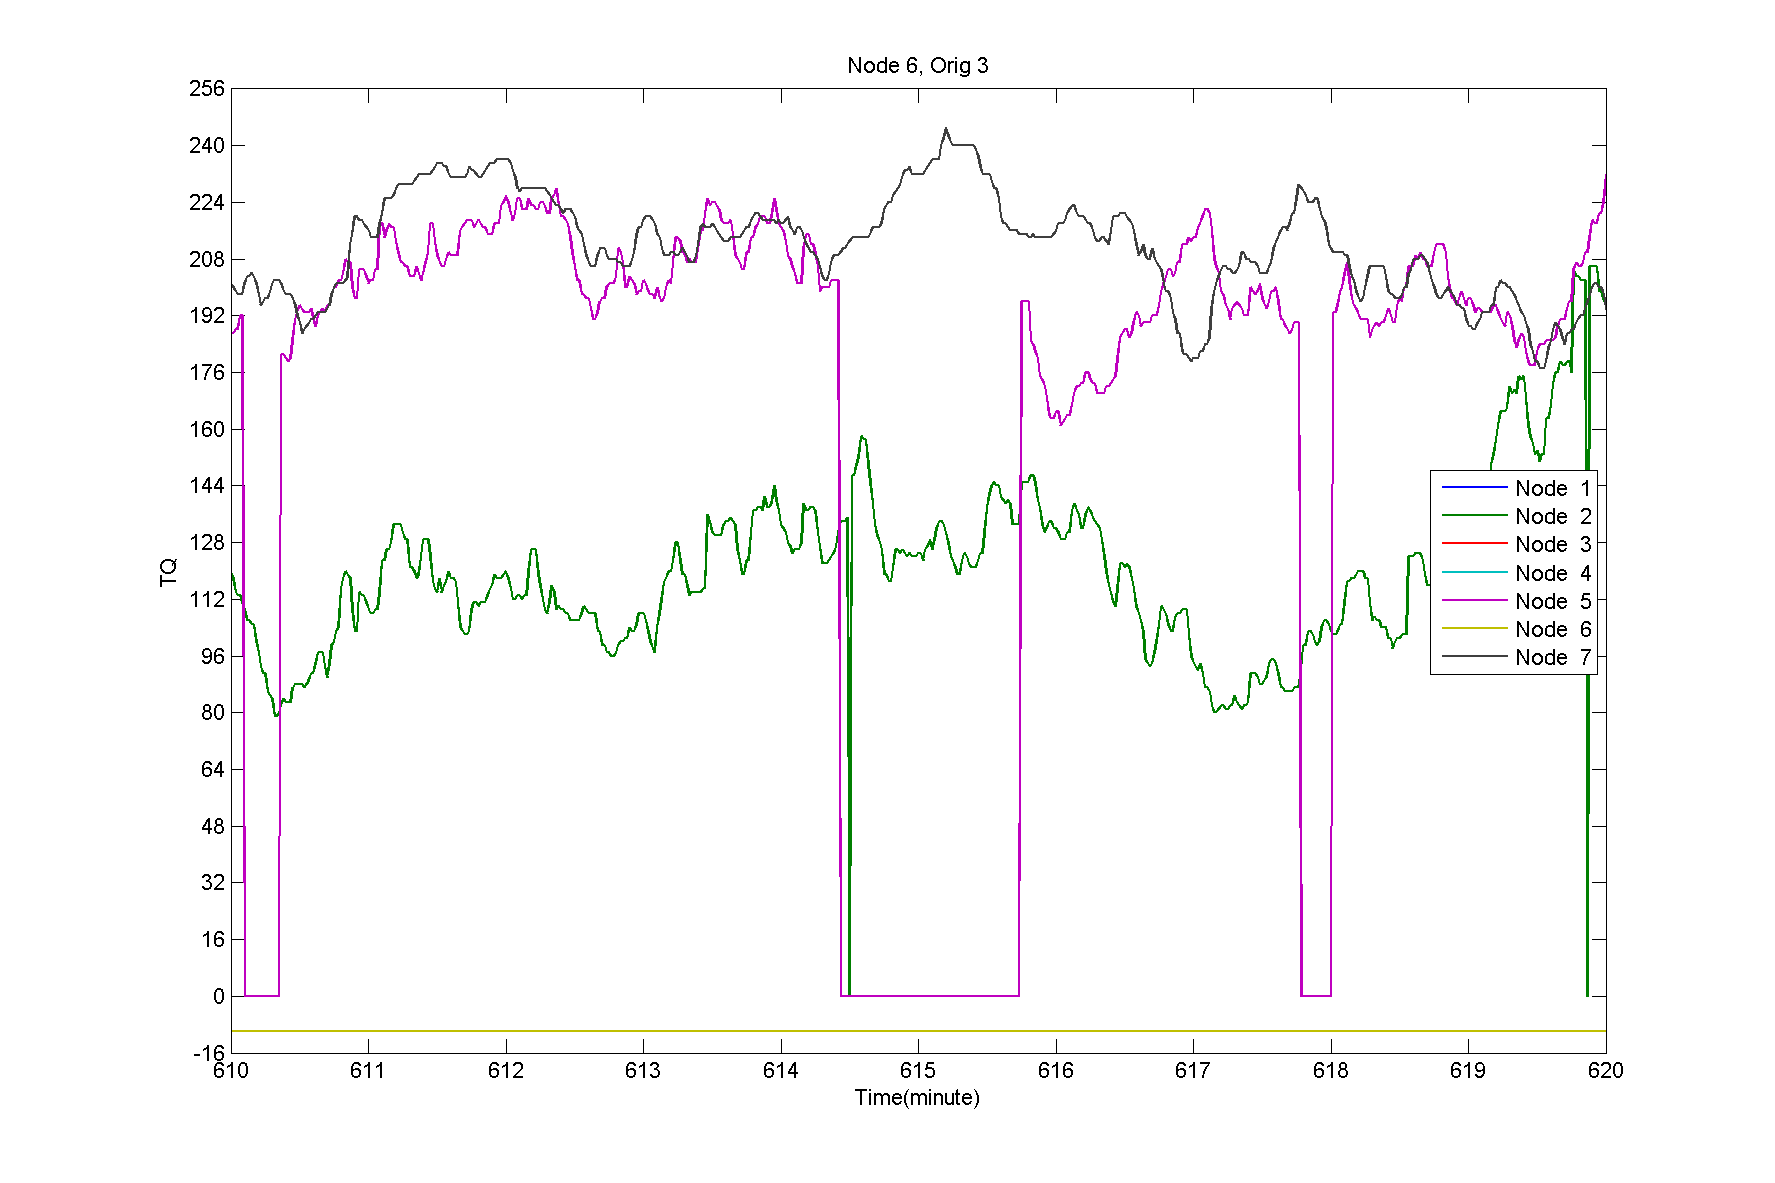 Node 6, Orig 3
256
240
224
208
192
176
160
144
128
112
96
80
64
48
32
16
0
-16
TQ
610 611 612 613 614 615 616 617 618 619 620
Time(minute)
Node 1
Node 2
Node 3
Node 4
Node 5
Node 6
Node 7